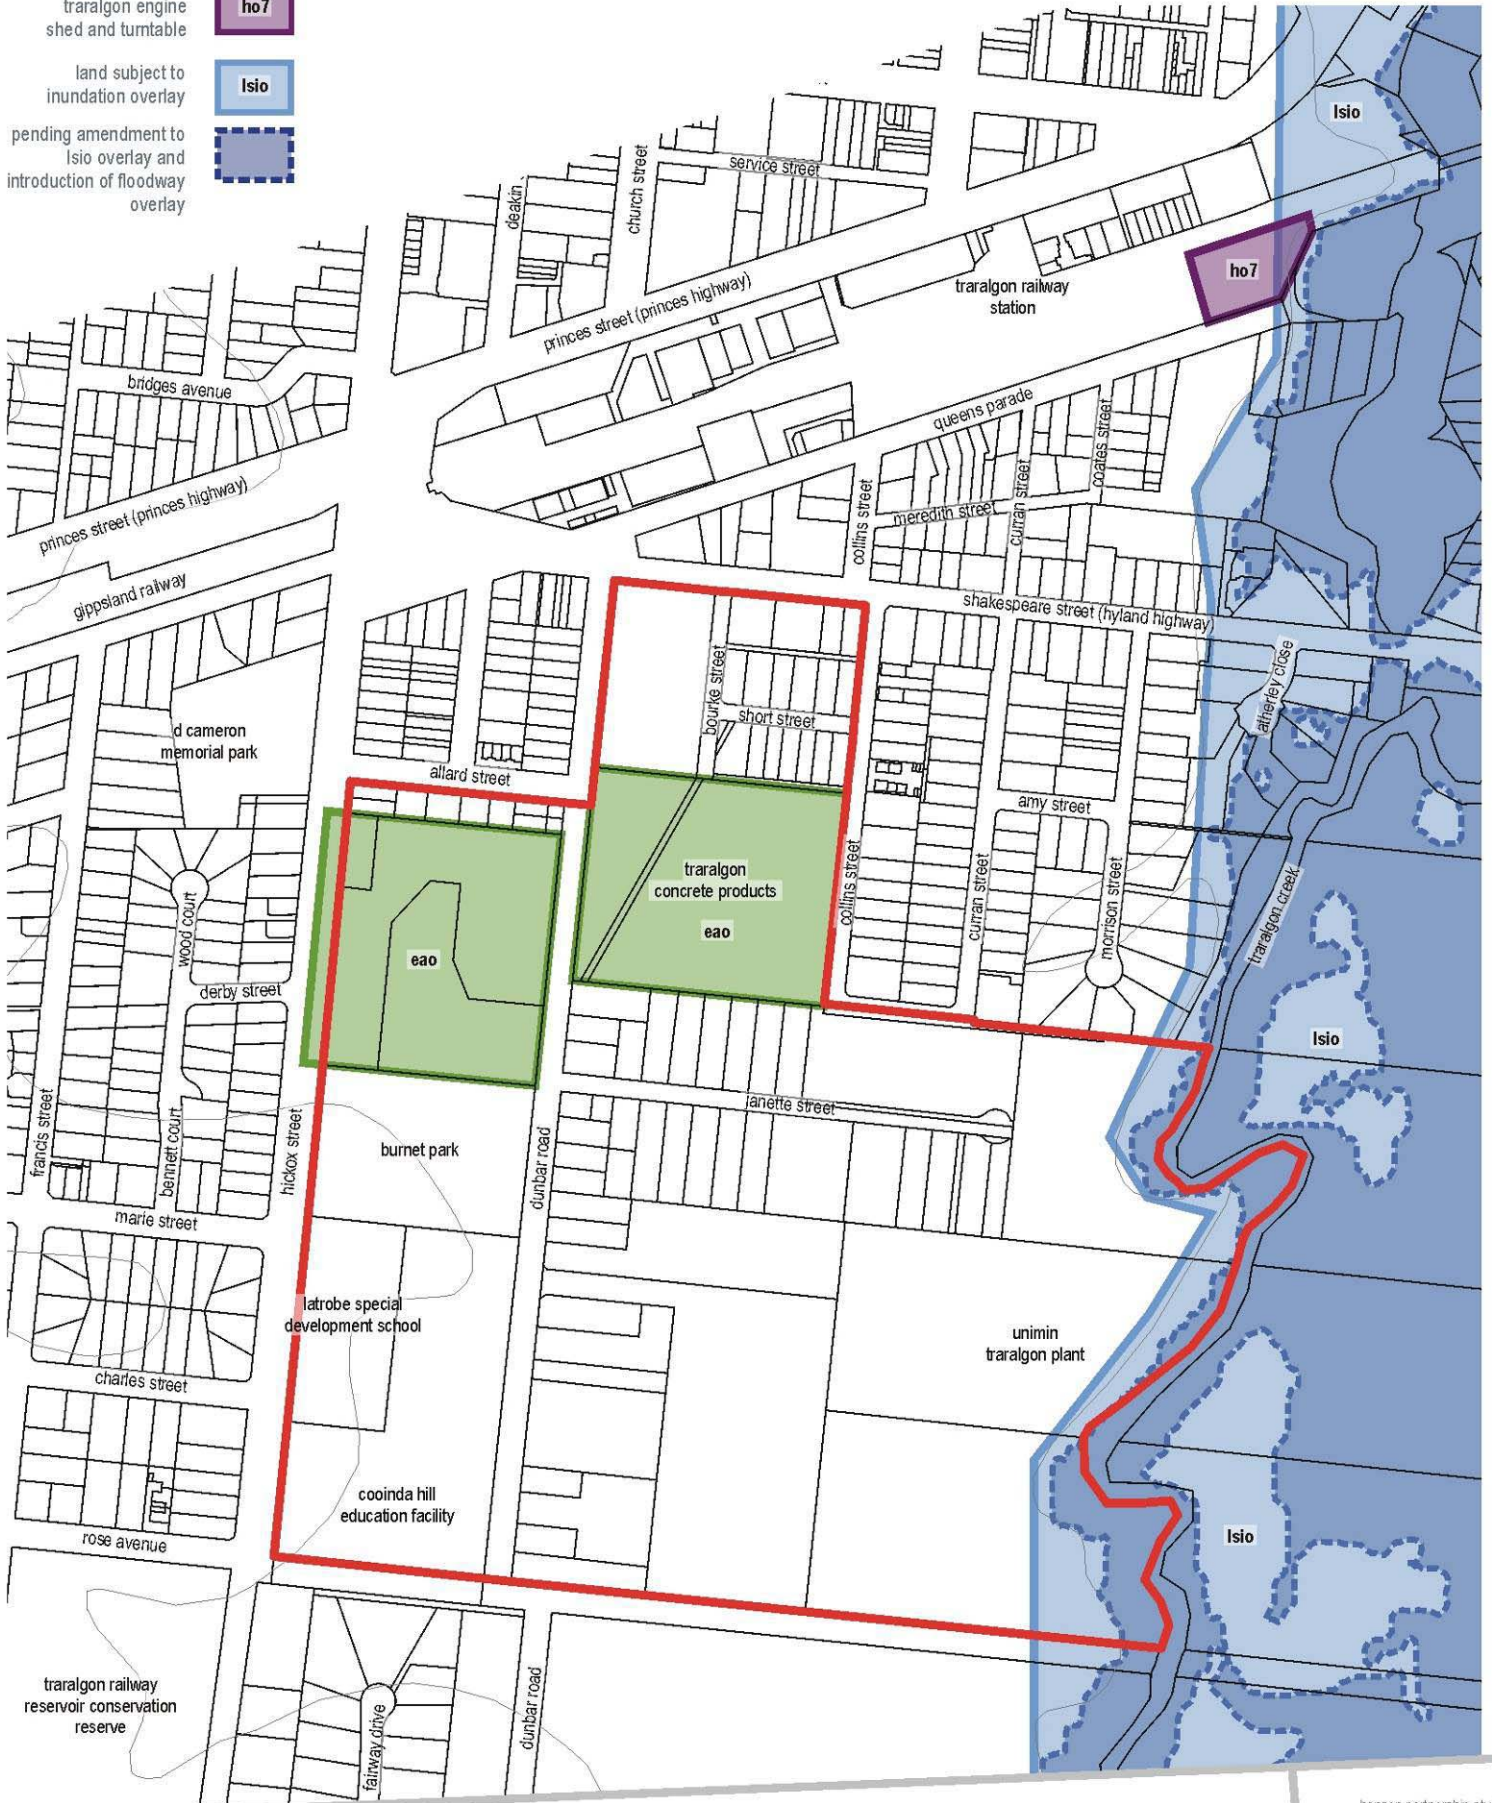 traralgon engine
shed and turntable
ho7
land subject to
inundation overlay
lsio
pending amendment to
lsio overlay and
introduction of floodway
overlay
lsio
service street
church street
deakin
princes street (princes highway)
traralgon railway
station
ho7
bridges avenue
queens parade
coates street
curran street
meredith street
collins street
princes street (princes highway)
gippsland railway
shakespeare street (hyland highway)
atherley close
bourke street
short street
d cameron
memorial park
allard street
amy street
traralgon
concrete products
eao
collins street
curran street
morrison street
traralgon creek
wood court
eao
derby street
lsio
francis street
bennett court
hickox street
janette street
burnet park
dunbar road
marie street
latrobe special
development school
unimin
traralgon plant
charles street
cooinda hill
education facility
lsio
rose avenue
traralgon railway
reservoir conservation
reserve
fairway drive
dunbar road